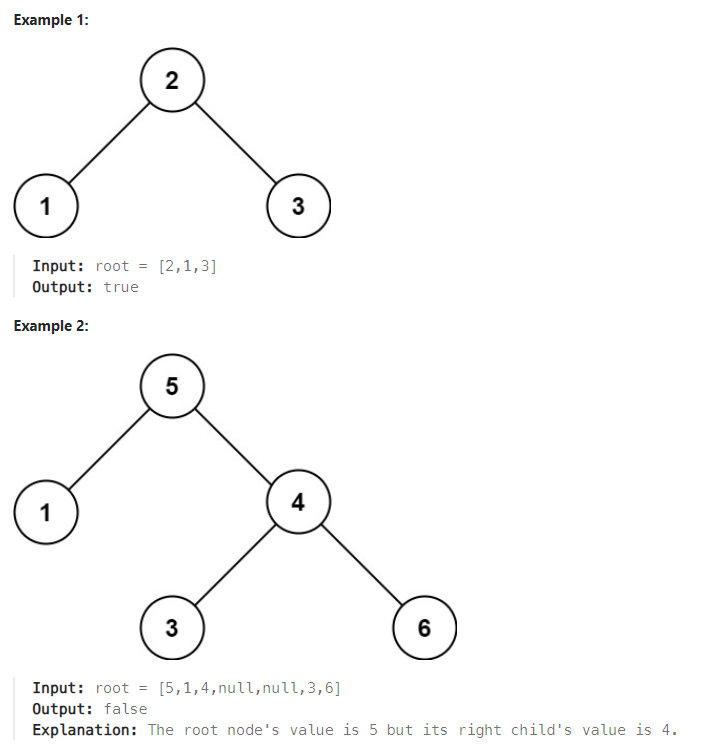 Example 1:
2
1 3
Input: root = [2,1,3]
Output: true
Example 2:
5
1 4
3 6
Input: root = [5,1,4,null,null,3,6]
Output: false
Explanation: The root node's value is 5 but its right child's value is 4.